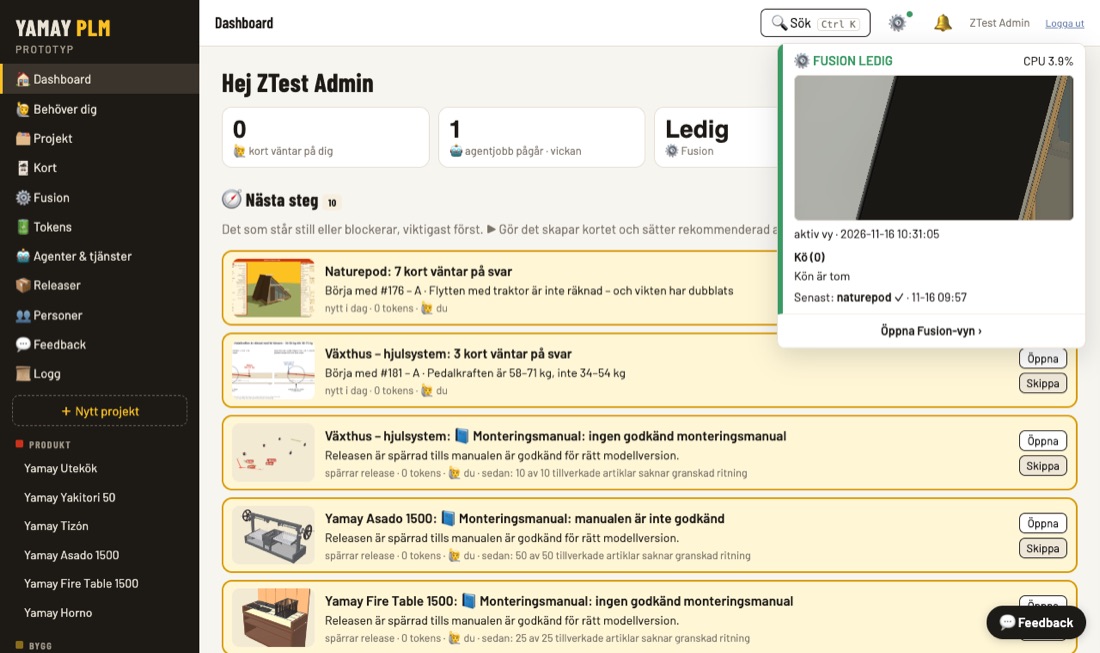 YAMAY PLM
PROTOTYP
Dashboard
Behöver dig
Projekt
Kort
Fusion
Tokens
Agenter & tjänster
Releaser
Personer
Feedback
Logg
+ Nytt projekt
PRODUKT
Yamay Utekök
Yamay Yakitori 50
Yamay Tizón
Yamay Asado 1500
Yamay Fire Table 1500
Yamay Horno
BYGG
Dashboard
Sök Ctrl K
ZTest Admin
Logga ut
Hej ZTest Admin
0
kort väntar på dig
1
agentjobb pågår · vickan
Ledig
Fusion
FUSION LEDIG
CPU 3.9%
aktiv vy · 2026-11-16 10:31:05
Kö (0)
Kön är tom
Senast: naturepod ✓ · 11-16 09:57
Öppna Fusion-vyn ›
Nästa steg 10
Det som står still eller blockerar, viktigast först. ▶ Gör det skapar kortet och sätter rekommenderad
Naturepod: 7 kort väntar på svar
Börja med #176 – A · Flytten med traktor är inte räknad – och vikten har dubblats
nytt i dag · 0 tokens · du
Växthus – hjulsystem: 3 kort väntar på svar
Börja med #181 – A · Pedalkraften är 58–71 kg, inte 34–54 kg
nytt i dag · 0 tokens · du
Öppna
Skippa
Växthus – hjulsystem: Monteringsmanual: ingen godkänd monteringsmanual
Releasen är spärrad tills manualen är godkänd för rätt modellversion.
spärrar release · 0 tokens · du · sedan: 10 av 10 tillverkade artiklar saknar granskad ritning
Öppna
Skippa
Yamay Asado 1500: Monteringsmanual: manualen är inte godkänd
Releasen är spärrad tills manualen är godkänd för rätt modellversion.
spärrar release · 0 tokens · du · sedan: 50 av 50 tillverkade artiklar saknar granskad ritning
Öppna
Skippa
Yamay Fire Table 1500: Monteringsmanual: ingen godkänd monteringsmanual
Releasen är spärrad tills manualen är godkänd för rätt modellversion.
spärrar release · 0 tokens · du · sedan: 25 av 25 tillverkade artiklar saknar granskad ritning
Öppna
Feedback